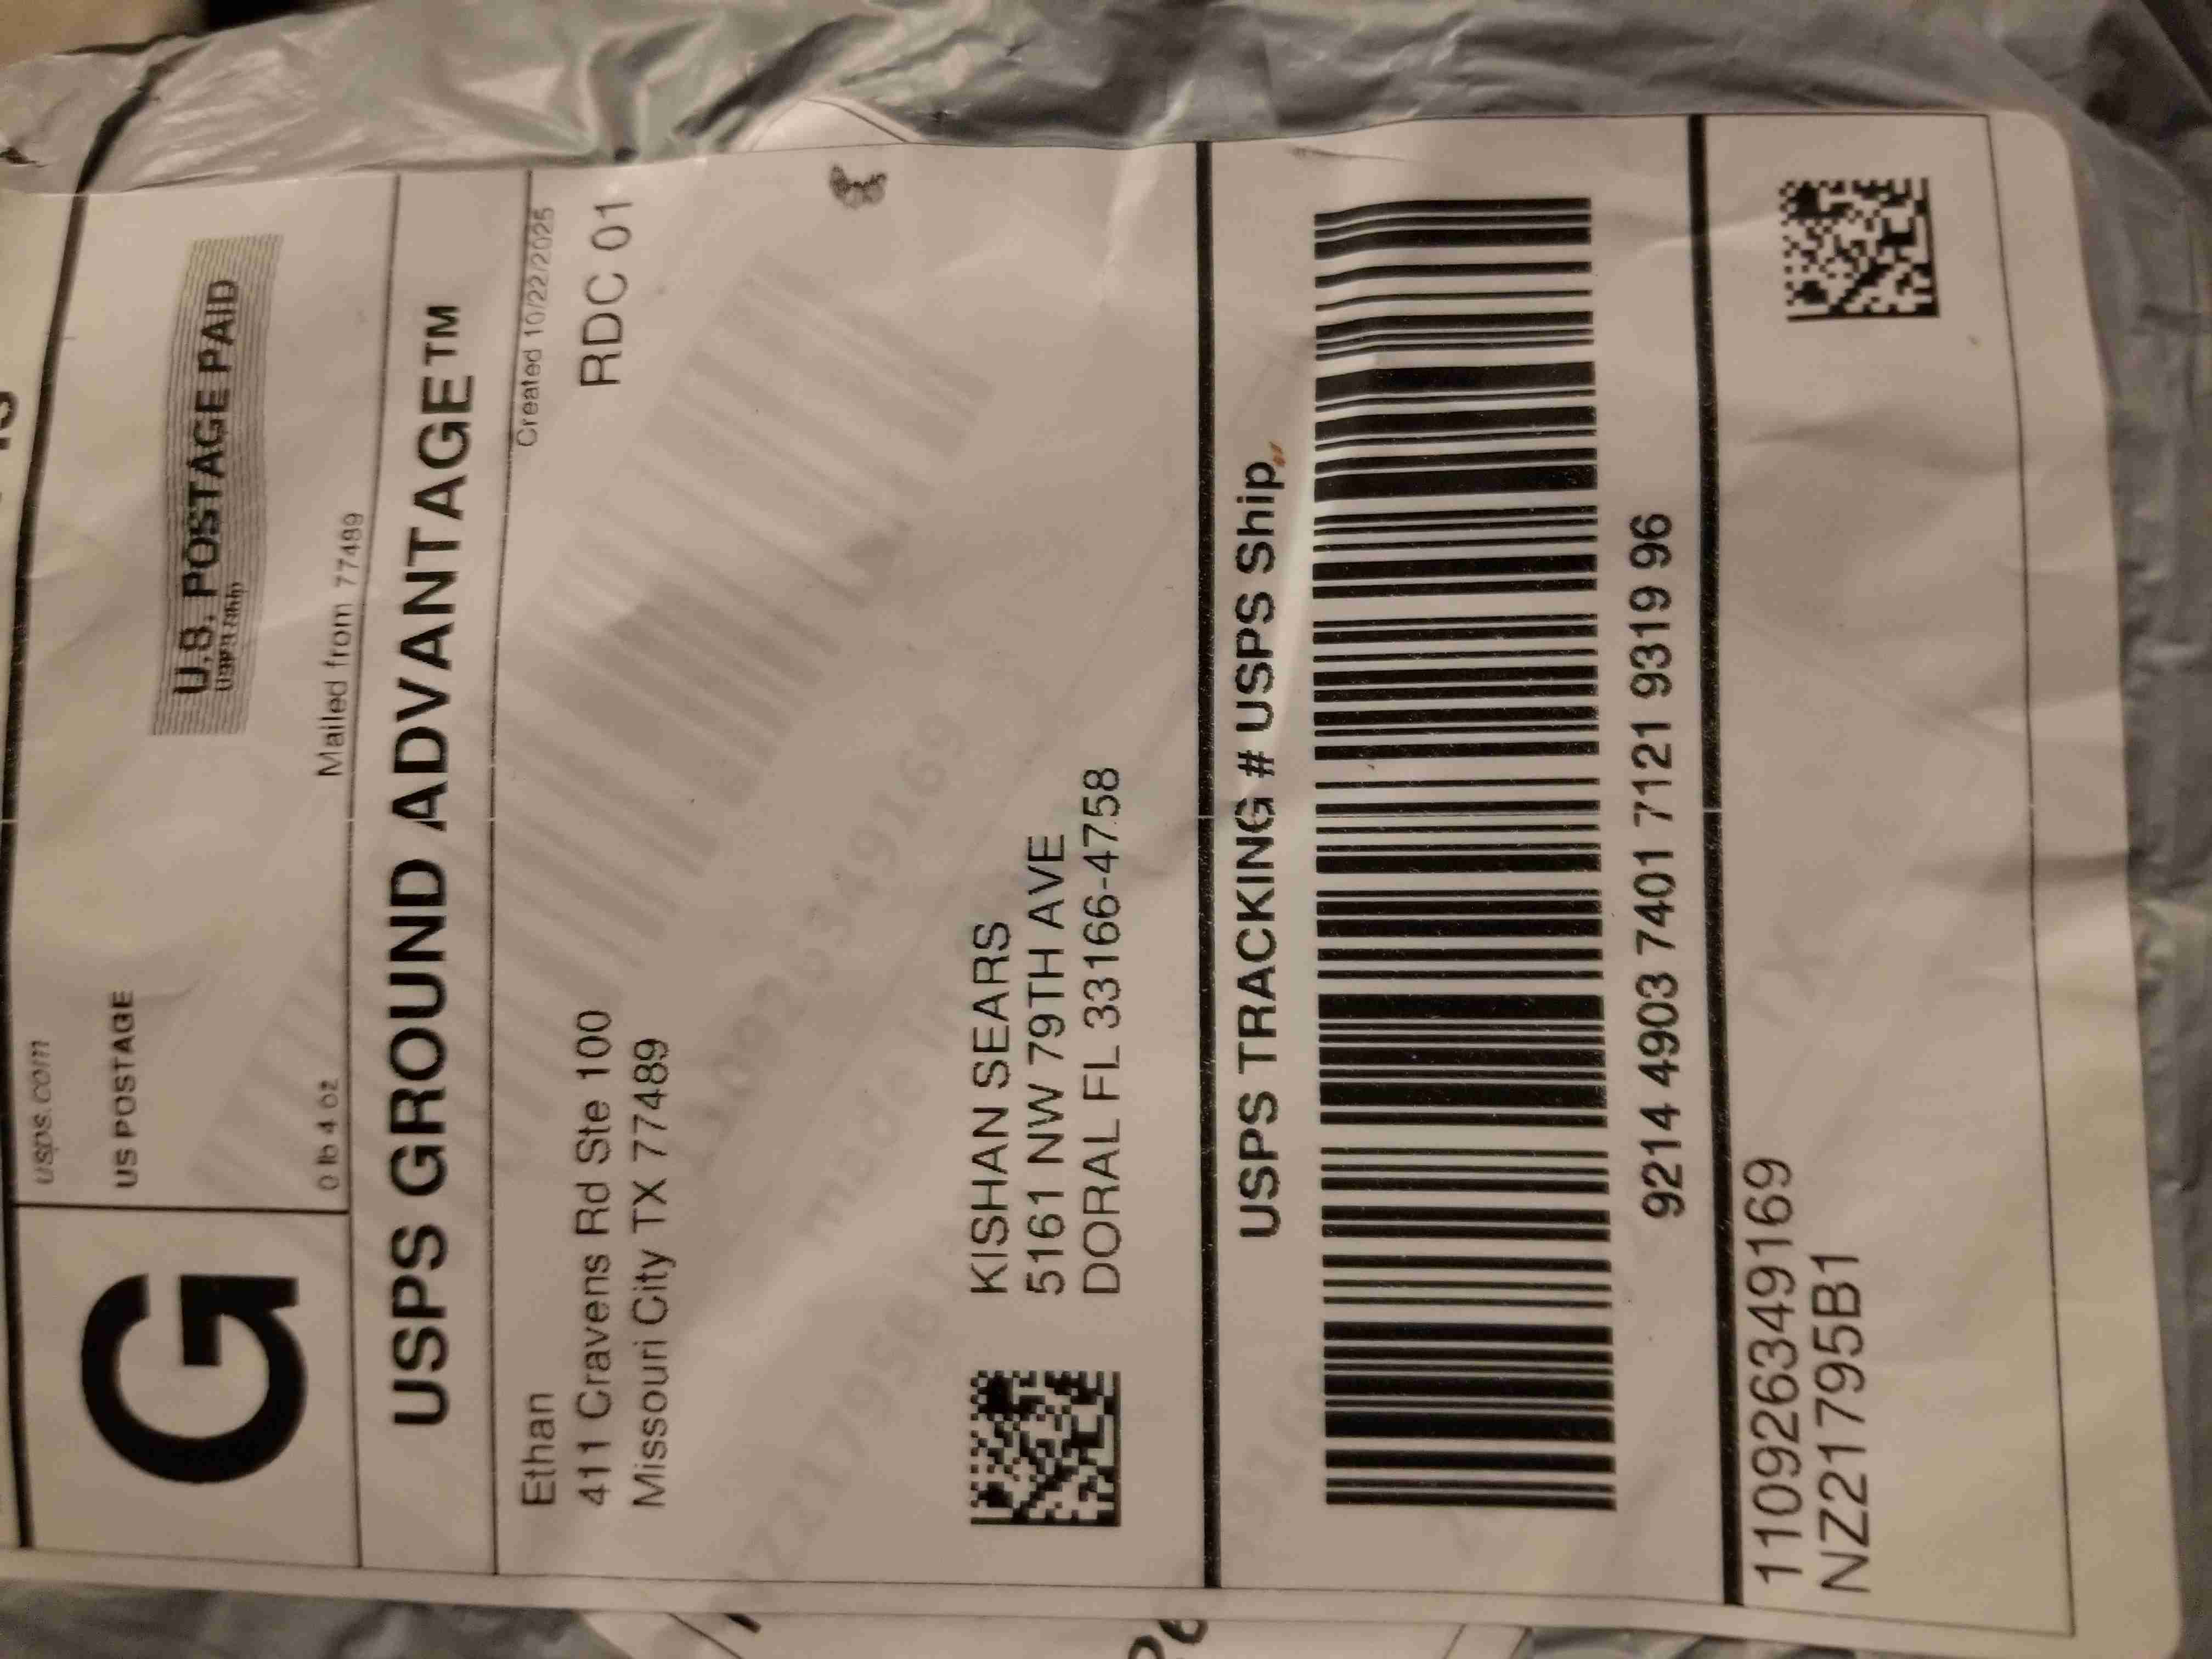 G
usps.com
US POSTAGE
U.S. POSTAGE PAID
0 lb 4 oz
Mailed from 77489
USPS GROUND ADVANTAGE™
Ethan
411 Cravens Rd Ste 100
Missouri City TX 77489
Created 10/22/2025
RDC 01
KISHAN SEARS
5161 NW 79TH AVE
DORAL FL 33166-4758
USPS TRACKING # USPS Ship
9214 4903 7401 7121 9319 96
1109263491​69
NZ21795B1